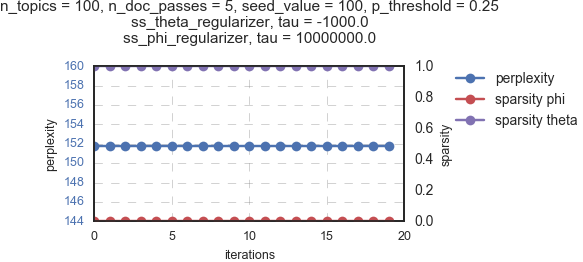 n_topics = 100, n_doc_passes = 5, seed_value = 100, p_threshold = 0.25
ss_theta_regularizer, tau = -1000.0
ss_phi_regularizer, tau = 10000000.0
160
158
156
154
152
150
148
146
144
perplexity
0
5
10
15
20
iterations
1.0
0.8
0.6
0.4
0.2
0.0
sparsity
perplexity
sparsity phi
sparsity theta